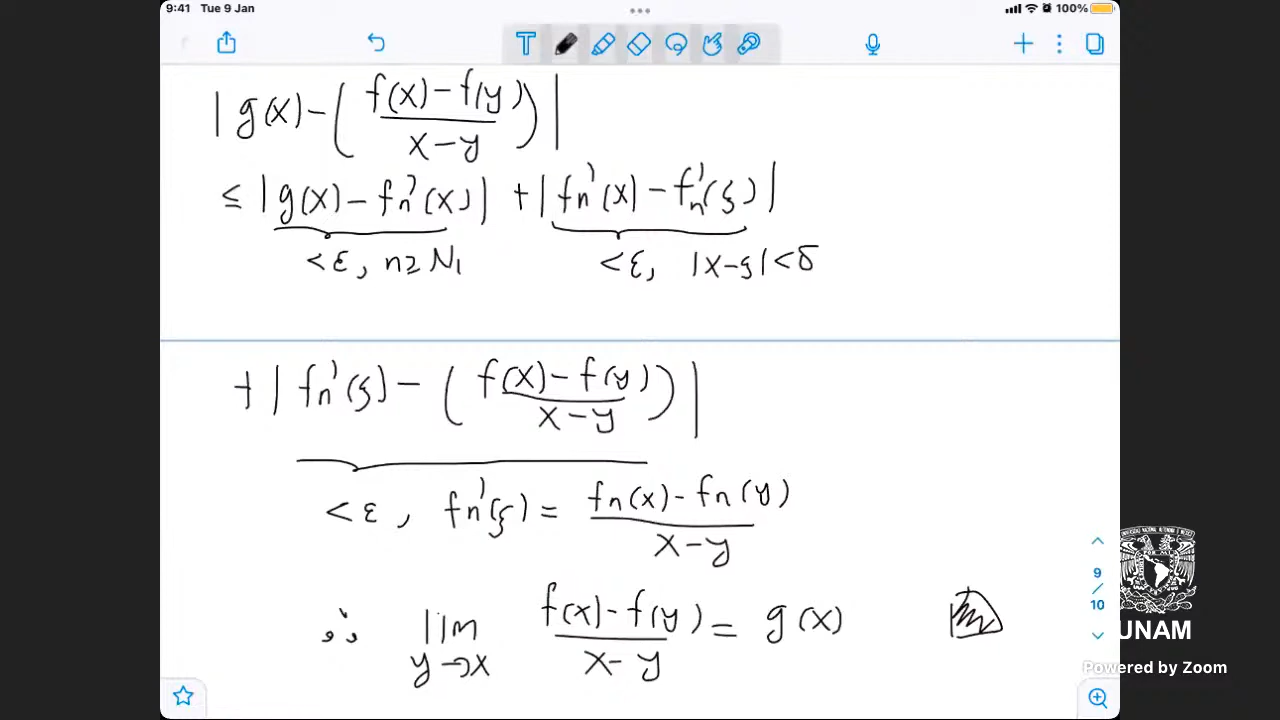 9:41 Tue 9 Jan 100%
| g(x) - ( (f(x) - f(y)) / (x - y) ) |
≤ | g(x) - fn'(x) | + | fn'(x) - fn'(ξ) |
< ε, n ≥ N1 < ε, |x - ξ| < δ
+ | fn'(ξ) - ( (f(x) - f(y)) / (x - y) ) |
< ε, fn'(ξ) = (fn(x) - fn(y)) / (x - y)
∴ lim y→x (f(x) - f(y)) / (x - y) = g(x)
9 / 10
UNAM
Powered by Zoom